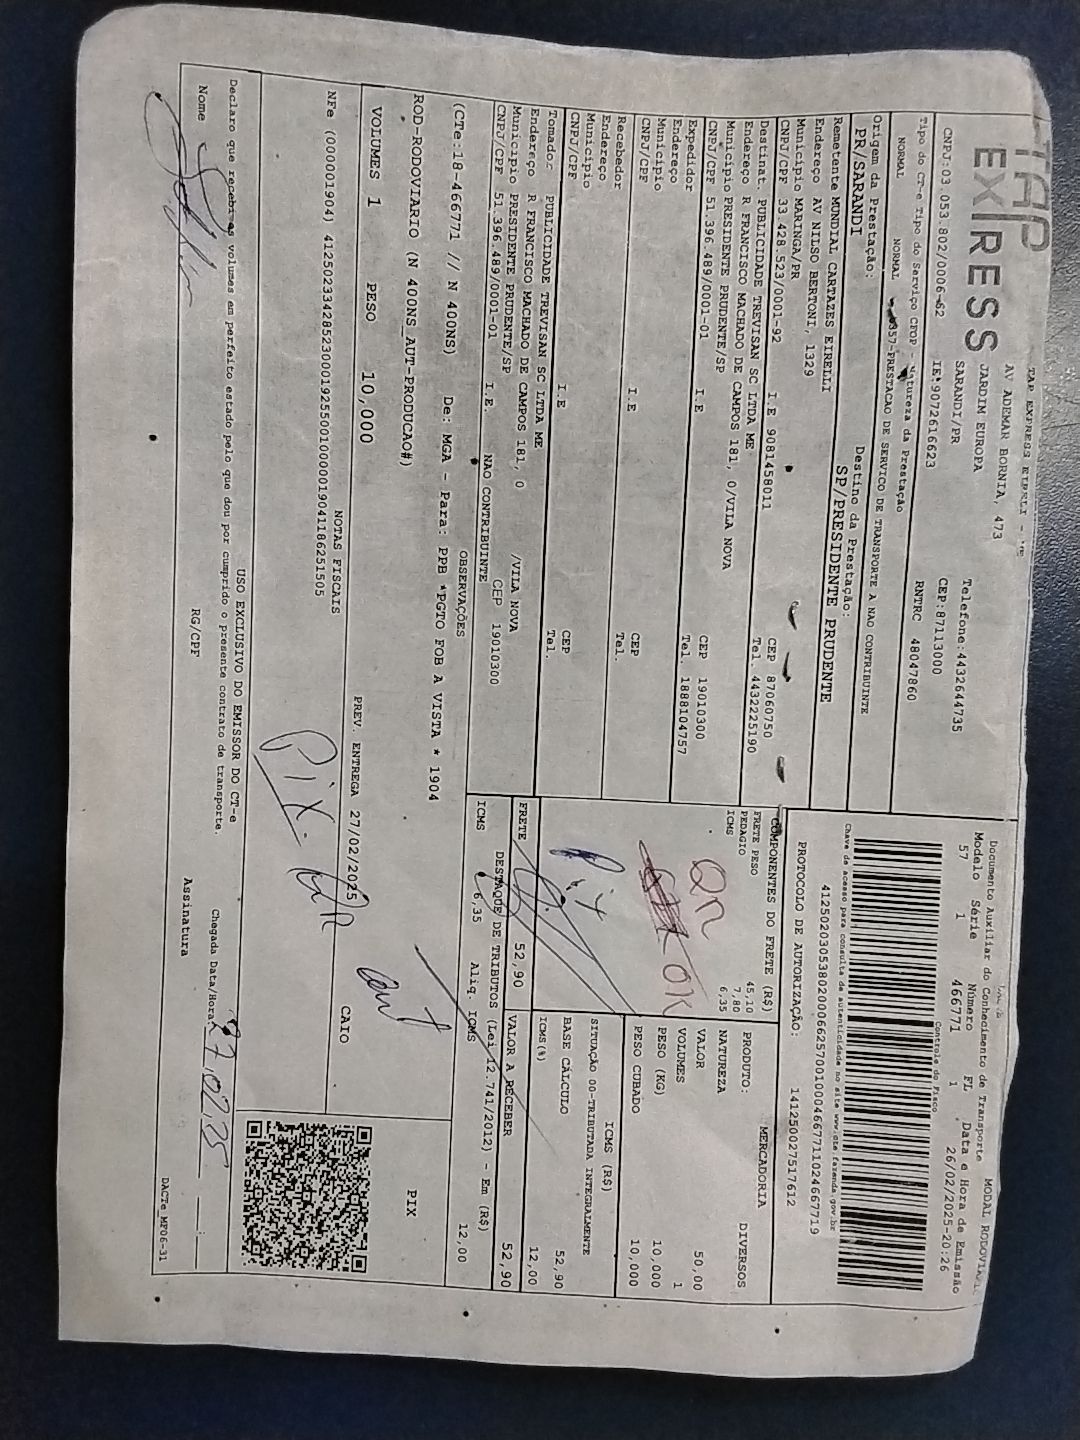 TAP
EXPRESS
TAP EXPRESS EIRELI -
AV ADEMAR BORNIA, 473
JARDIM EUROPA
SARANDI/PR
Telefone:4432644735
CEP:87113000
CNPJ:03.053.802/0006-62 IE:9072616623 RNTRC 48047860
Documento Auxiliar do Conhecimento de Transporte MODAL RODOVIÁRIO
Modelo Série Número FL Data e Hora de Emissão
57 1 466771 1 26/02/2025-20:26
Controle do Fisco
Chave de acesso para consulta de autenticidade no site www.cte.fazenda.gov.br
41250203053802000662570010004667711024667719
PROTOCOLO DE AUTORIZAÇÃO: 141250027517612
Tipo do CT-e Tipo do Serviço CFOP - Natureza da Prestação
NORMAL NORMAL 6357-PRESTACAO DE SERVICO DE TRANSPORTE A NAO CONTRIBUINTE
Origem da Prestação: Destino da Prestação:
PR/SARANDI SP/PRESIDENTE PRUDENTE
Remetente MUNDIAL CARTAZES EIRELLI
Endereço AV NILSO BERTONI, 1329 CEP 87060750
Município MARINGA/PR Tel. 4432225190
CNPJ/CPF 33.428.523/0001-92 I.E 9081458011
Destinat. PUBLICIDADE TREVISAN SC LTDA ME
Endereço R FRANCISCO MACHADO DE CAMPOS 181, 0/VILA NOVA CEP 19010300
Município PRESIDENTE PRUDENTE/SP Tel. 1888104757
CNPJ/CPF 51.396.489/0001-01 I.E
Expedidor
Endereço CEP
Município Tel.
CNPJ/CPF I.E
Recebedor
Endereço CEP
Município Tel.
CNPJ/CPF I.E
Tomador PUBLICIDADE TREVISAN SC LTDA ME
Endereço R FRANCISCO MACHADO DE CAMPOS 181, 0 /VILA NOVA
Município PRESIDENTE PRUDENTE/SP CEP 19010300
CNPJ/CPF 51.396.489/0001-01 I.E. NAO CONTRIBUINTE
COMPONENTES DO FRETE (R$)
FRETE PESO 45,10
PEDAGIO 7,80
ICMS 6,35
OK
Pix
FRETE 52,90
MERCADORIA
PRODUTO: DIVERSOS
NATUREZA
VALOR 50,00
VOLUMES 1
PESO (KG) 10,000
PESO CUBADO 10,000
ICMS (R$)
SITUAÇÃO 00-TRIBUTADA INTEGRALMENTE
BASE CÁLCULO 52,90
ICMS(%) 12,00
VALOR A RECEBER 52,90
DESTAQUE DE TRIBUTOS (Lei 12.741/2012) - Em (R$)
ICMS 6,35 Aliq. ICMS 12,00
OBSERVAÇÕES
(CTe:18-466771 // N 400NS) De: MGA - Para: PPB *PGTO FOB A VISTA * 1904
ROD-RODOVIARIO (N 400NS_AUT-PRODUCAO#)
VOLUMES 1 PESO 10,000
PREV. ENTREGA 27/02/2025 CAIO
PIX
NOTAS FISCAIS
NFe (000001904) 41250233428523000192550010000019041186251505
Pix
USO EXCLUSIVO DO EMISSOR DO CT-e
Declaro que recebi os volumes em perfeito estado pelo que dou por cumprido o presente contrato de transporte.
Chegada Data/Hora 27.02.25 :
Nome RG/CPF Assinatura
DACTe_MF06-31